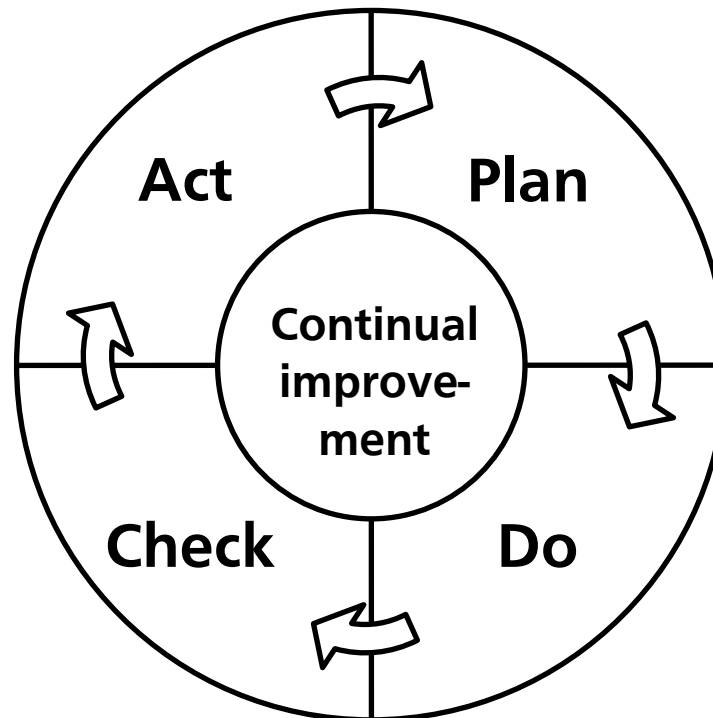 Act
Plan
Continual
improve-
ment
Check
Do